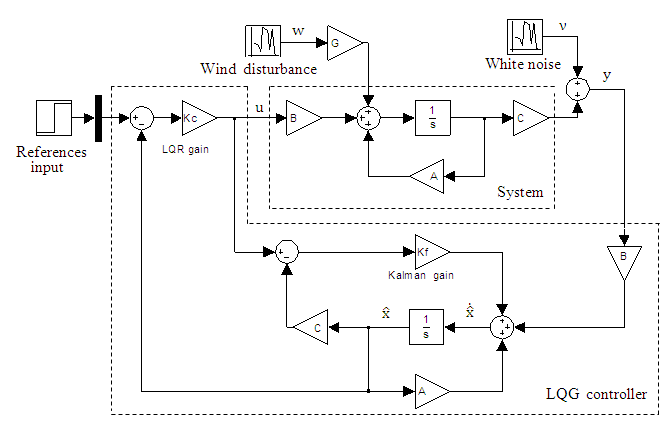 w
ν
G
Wind disturbance
White noise
y
u
Kc
B
1
s
C
References
input
LQR gain
A
System
Kf
B
Kalman gain
x̂
ẋ̂
C
1
s
A
LQG controller